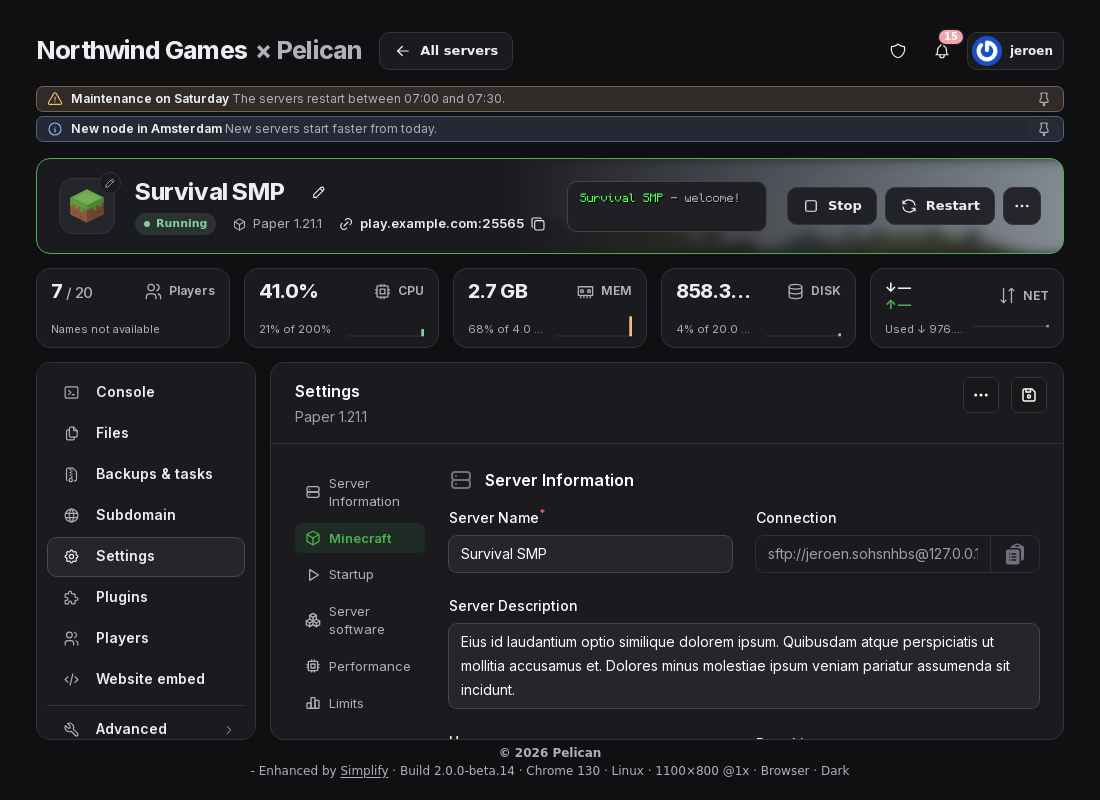 Northwind Games × Pelican
All servers
15
jeroen
Maintenance on Saturday The servers restart between 07:00 and 07:30.
New node in Amsterdam New servers start faster from today.
Survival SMP
Running
Paper 1.21.1
play.example.com:25565
Survival SMP - welcome!
Stop
Restart
7 / 20
Players
Names not available
41.0%
CPU
21% of 200%
2.7 GB
MEM
68% of 4.0 ...
858.3...
DISK
4% of 20.0 ...
↓—
↑—
NET
Used ↓ 976....
Console
Files
Backups & tasks
Subdomain
Settings
Plugins
Players
Website embed
Advanced
Settings
Paper 1.21.1
Server
Information
Minecraft
Startup
Server
software
Performance
Limits
Server Information
Server Name*
Connection
Survival SMP
sftp://jeroen.sohsnhbs@127.0.0.1
Server Description
Eius id laudantium optio similique dolorem ipsum. Quibusdam atque perspiciatis ut
mollitia accusamus et. Dolores minus molestiae ipsum veniam pariatur assumenda sit
incidunt.
© 2026 Pelican
- Enhanced by Simplify · Build 2.0.0-beta.14 · Chrome 130 · Linux · 1100×800 @1x · Browser · Dark